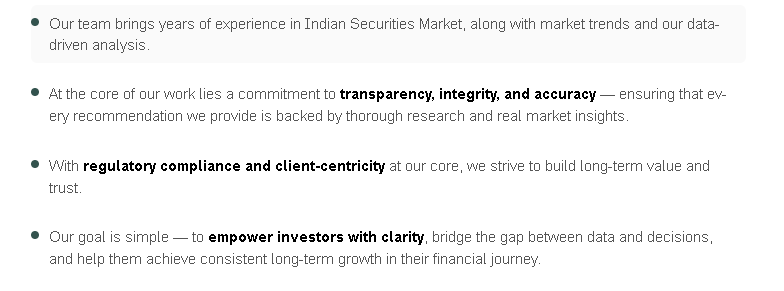 Our team brings years of experience in Indian Securities Market, along with market trends and our data-
driven analysis.
At the core of our work lies a commitment to transparency, integrity, and accuracy — ensuring that ev-
ery recommendation we provide is backed by thorough research and real market insights.
With regulatory compliance and client-centricity at our core, we strive to build long-term value and
trust.
Our goal is simple — to empower investors with clarity, bridge the gap between data and decisions,
and help them achieve consistent long-term growth in their financial journey.